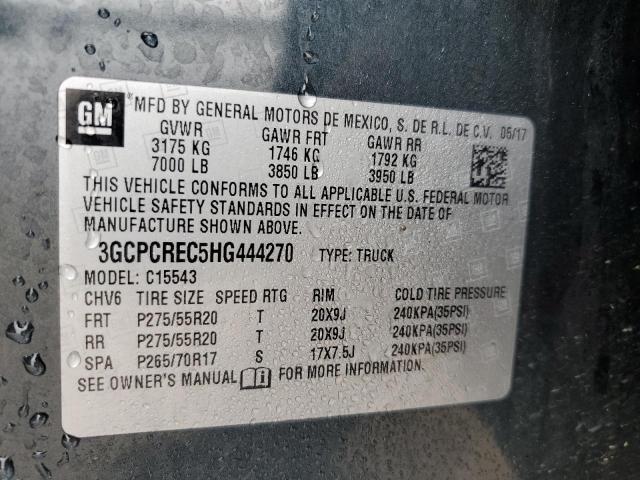 GM
MFD BY GENERAL MOTORS DE MEXICO, S. DE R.L. DE C.V. 05/17
GVWR GAWR FRT GAWR RR
3175 KG 1746 KG 1792 KG
7000 LB 3850 LB 3950 LB
THIS VEHICLE CONFORMS TO ALL APPLICABLE U.S. FEDERAL MOTOR
VEHICLE SAFETY STANDARDS IN EFFECT ON THE DATE OF
MANUFACTURE SHOWN ABOVE.
3GCPCREC5HG444270 TYPE: TRUCK
MODEL: C15543
CHV6 TIRE SIZE SPEED RTG RIM COLD TIRE PRESSURE
FRT P275/55R20 T 20X9J 240KPA(35PSI)
RR P275/55R20 T 20X9J 240KPA(35PSI)
SPA P265/70R17 S 17X7.5J 240KPA(35PSI)
SEE OWNER'S MANUAL FOR MORE INFORMATION.